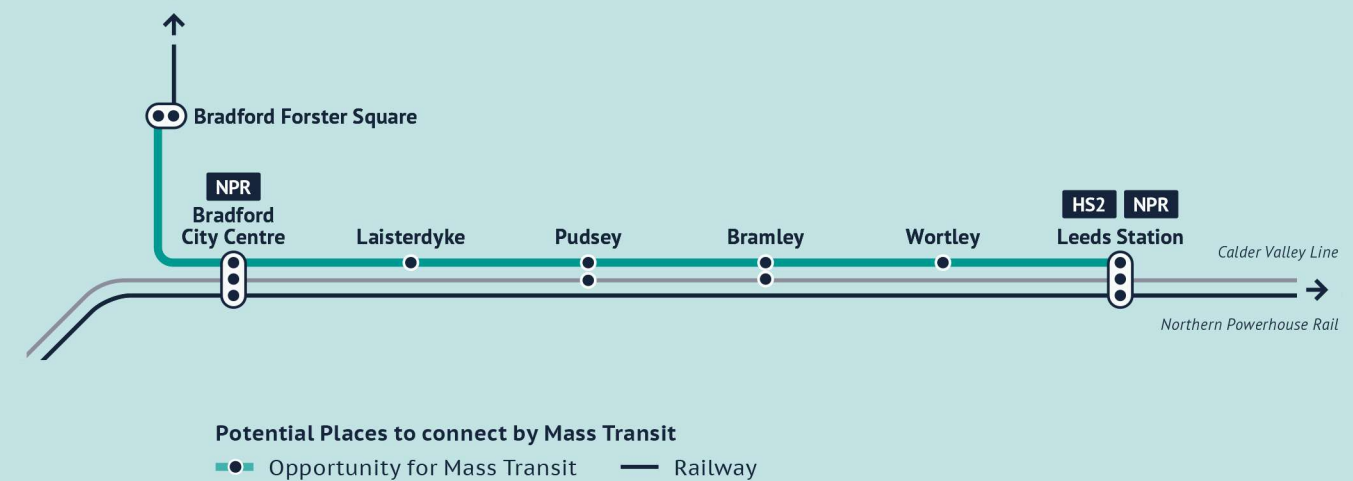 Bradford Forster Square
NPR
Bradford
City Centre
Laisterdyke
Pudsey
Bramley
Wortley
HS2 NPR
Leeds Station
Calder Valley Line
Northern Powerhouse Rail
Potential Places to connect by Mass Transit
Opportunity for Mass Transit
Railway